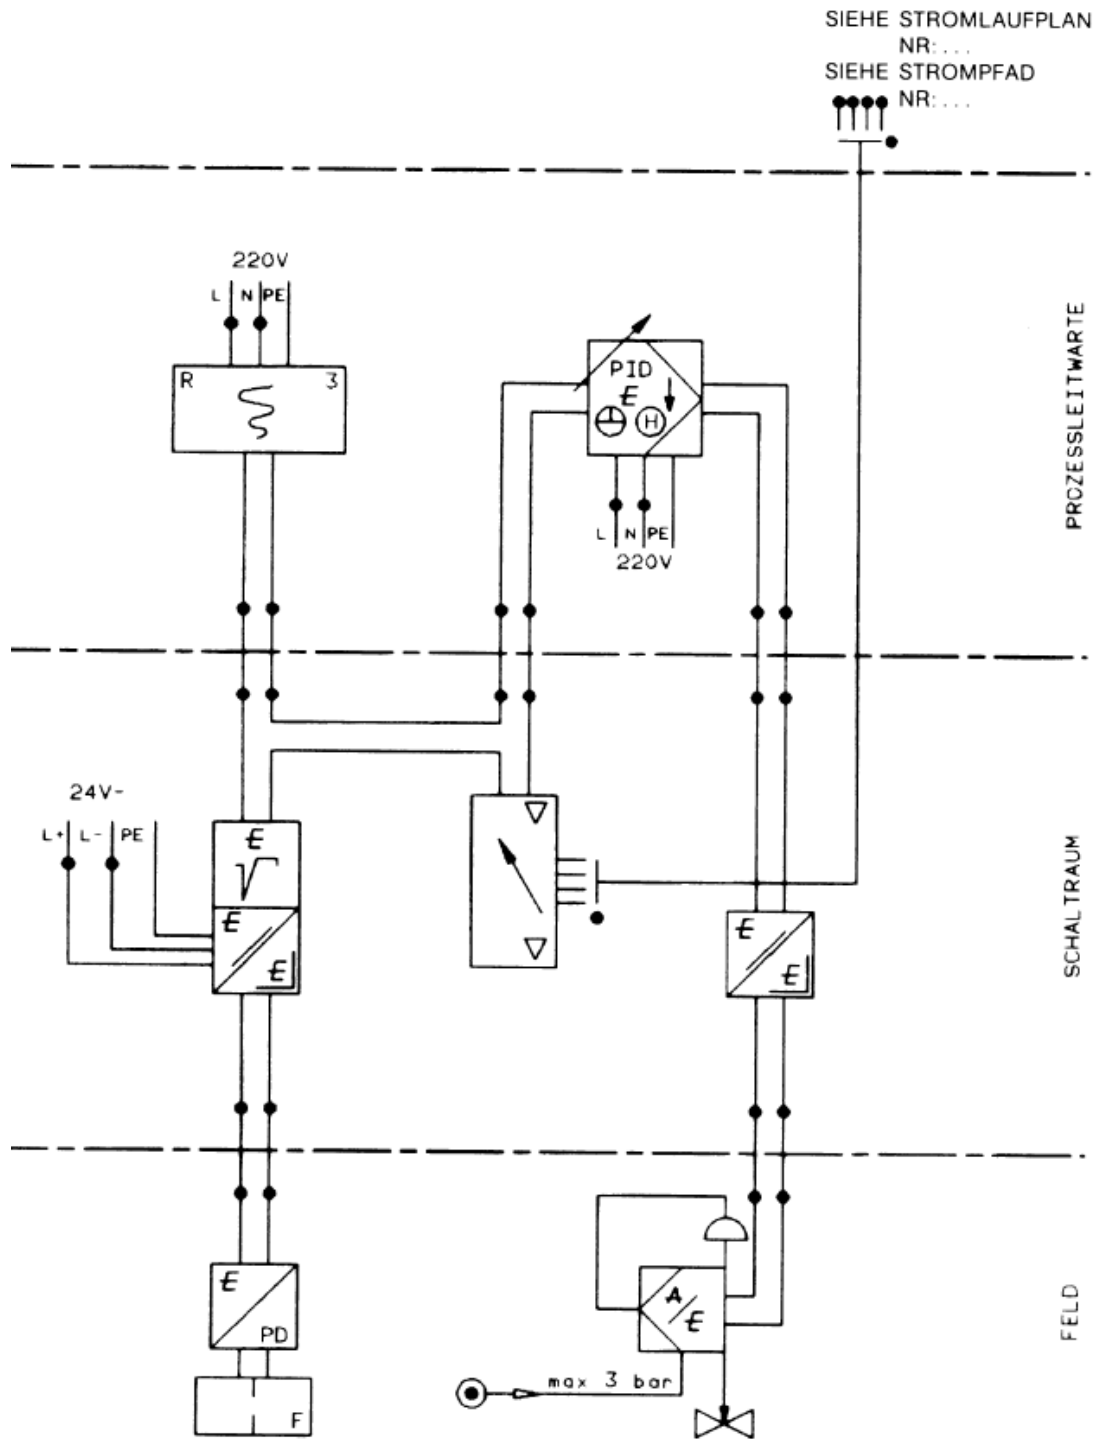 SIEHE STROMLAUFPLAN
NR:...
SIEHE STROMPFAD
NR:...
220V
L N PE
R 3
PID
E
H
L N PE
220V
PROZESSLEITWARTE
24V-
L+ L- PE
E
√
E
E
E
E
SCHALTRAUM
E
PD
F
A
E
max 3 bar
FELD